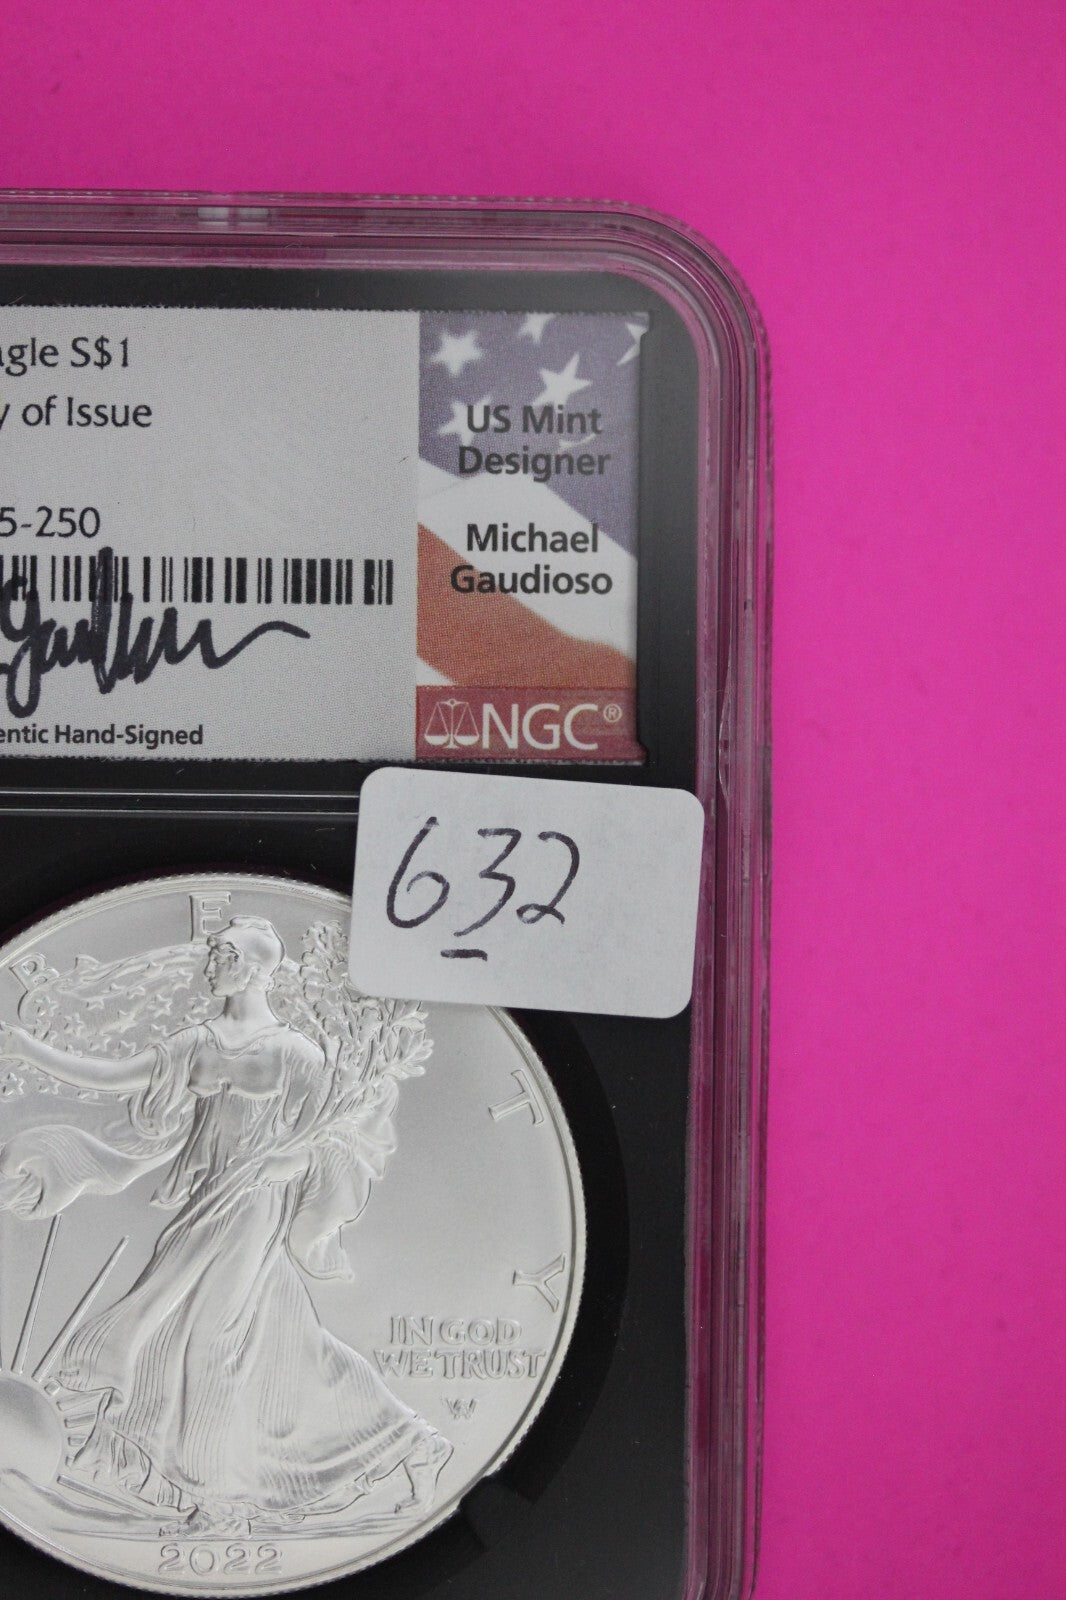 agle S$1
y of Issue
5-250
entic Hand-Signed
US Mint
Designer
Michael
Gaudioso
NGC®
632
E
R
T
Y
IN GOD
WE TRUST
2022